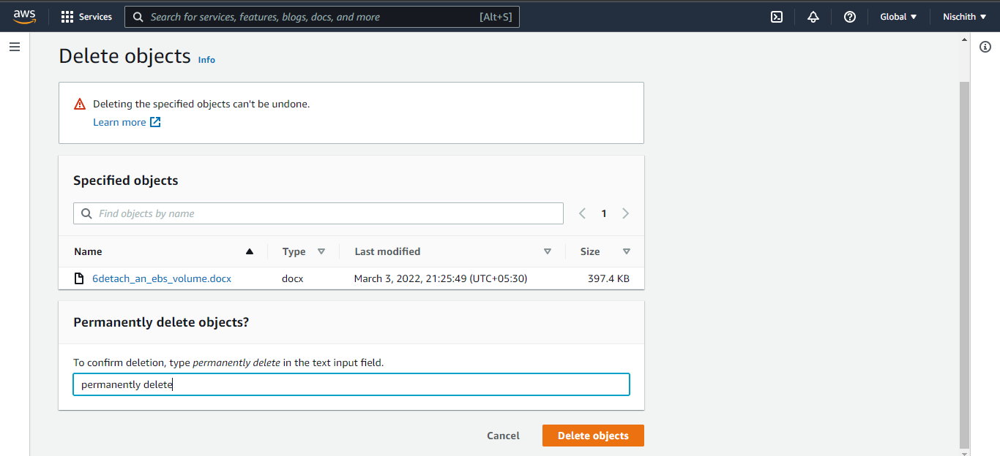 aws Services Search for services, features, blogs, docs, and more [Alt+S] Global Nischith
Delete objects Info
Deleting the specified objects can't be undone.
Learn more
Specified objects
Find objects by name 1
Name Type Last modified Size
6detach_an_ebs_volume.docx docx March 3, 2022, 21:25:49 (UTC+05:30) 397.4 KB
Permanently delete objects?
To confirm deletion, type permanently delete in the text input field.
permanently delete
Cancel Delete objects